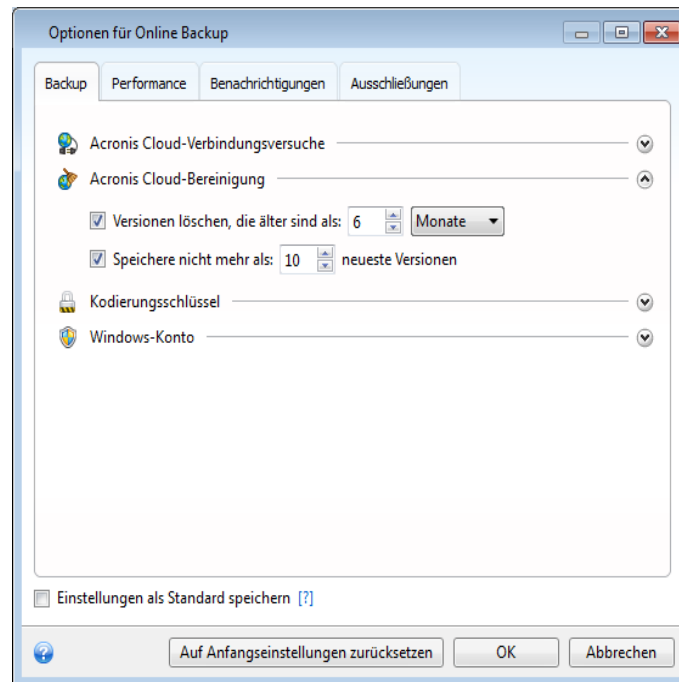 Optionen für Online Backup
Backup Performance Benachrichtigungen Ausschließungen
Acronis Cloud-Verbindungsversuche
Acronis Cloud-Bereinigung
Versionen löschen, die älter sind als: 6 Monate
Speichere nicht mehr als: 10 neueste Versionen
Kodierungsschlüssel
Windows-Konto
Einstellungen als Standard speichern [?]
? Auf Anfangseinstellungen zurücksetzen OK Abbrechen